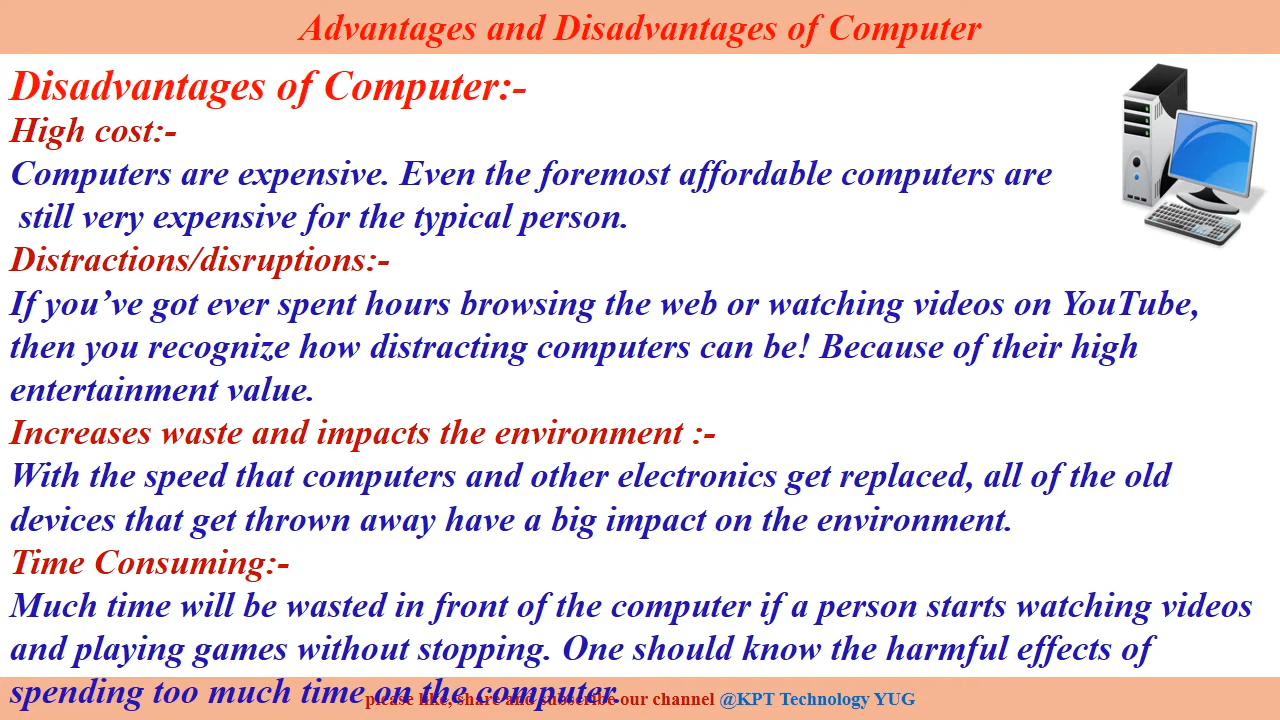 Advantages and Disadvantages of Computer
Disadvantages of Computer:-
High cost:-
Computers are expensive. Even the foremost affordable computers are
still very expensive for the typical person.
Distractions/disruptions:-
If you’ve got ever spent hours browsing the web or watching videos on YouTube,
then you recognize how distracting computers can be! Because of their high
entertainment value.
Increases waste and impacts the environment :-
With the speed that computers and other electronics get replaced, all of the old
devices that get thrown away have a big impact on the environment.
Time Consuming:-
Much time will be wasted in front of the computer if a person starts watching videos
and playing games without stopping. One should know the harmful effects of
spending too much time on the computer.
please like, share and subscribe our channel @KPT Technology YUG